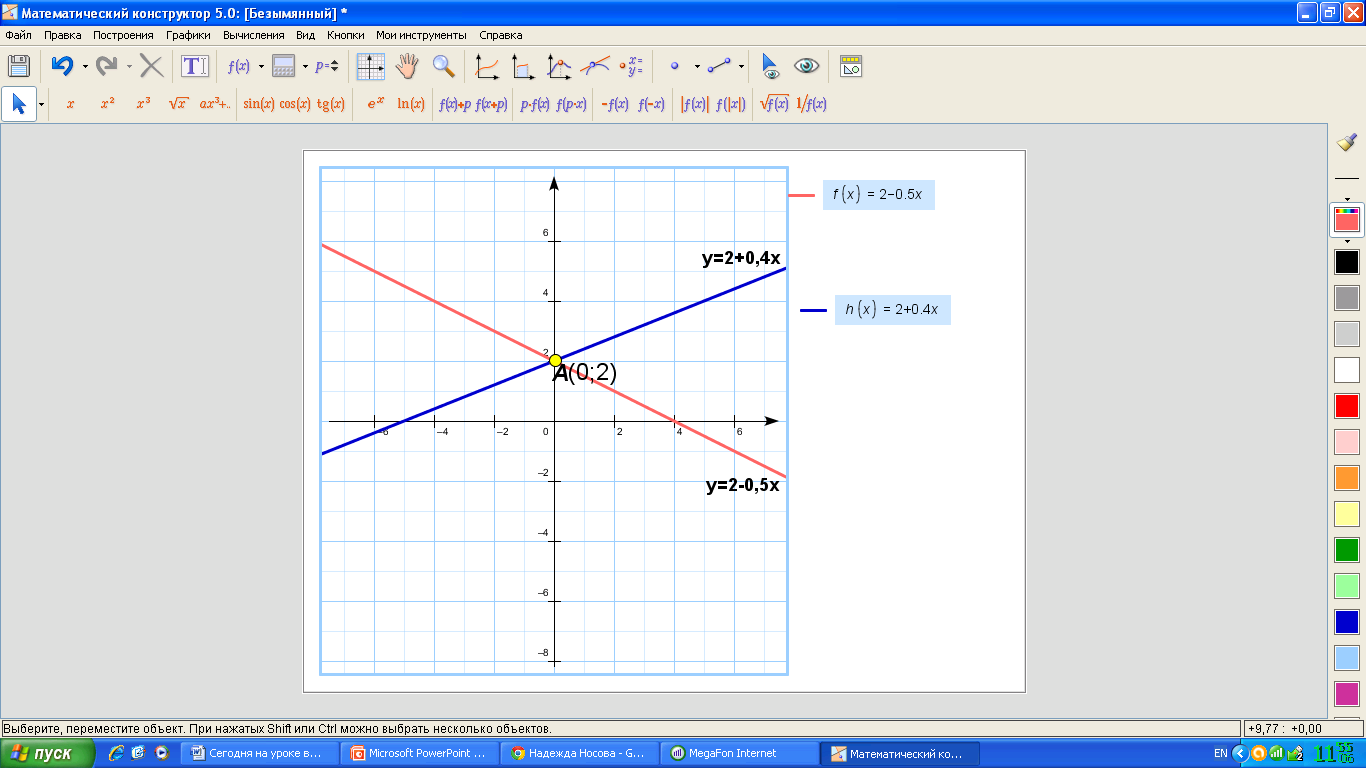 Математический конструктор 5.0: [Безымянный] *
Файл Правка Построения Графики Вычисления Вид Кнопки Мои инструменты Справка
T f(x) p= x= y=
x x² x³ √x ax³+.. sin(x) cos(x) tg(x) eˣ ln(x) f(x)+p f(x+p) p·f(x) f(p·x) -f(x) f(-x) |f(x)| f(|x|) √f(x) 1/f(x)
f(x) = 2−0.5x
6
y=2+0,4x
4
h(x) = 2+0.4x
2
A(0;2)
−6 −4 −2 0 2 4 6
−2
y=2-0,5x
−4
−6
−8
Выберите, переместите объект. При нажатых Shift или Ctrl можно выбрать несколько объектов. +9,77 : +0,00
пуск Сегодня на уроке в... Microsoft PowerPoint ... Надежда Носова - G... MegaFon Internet Математический ко... EN